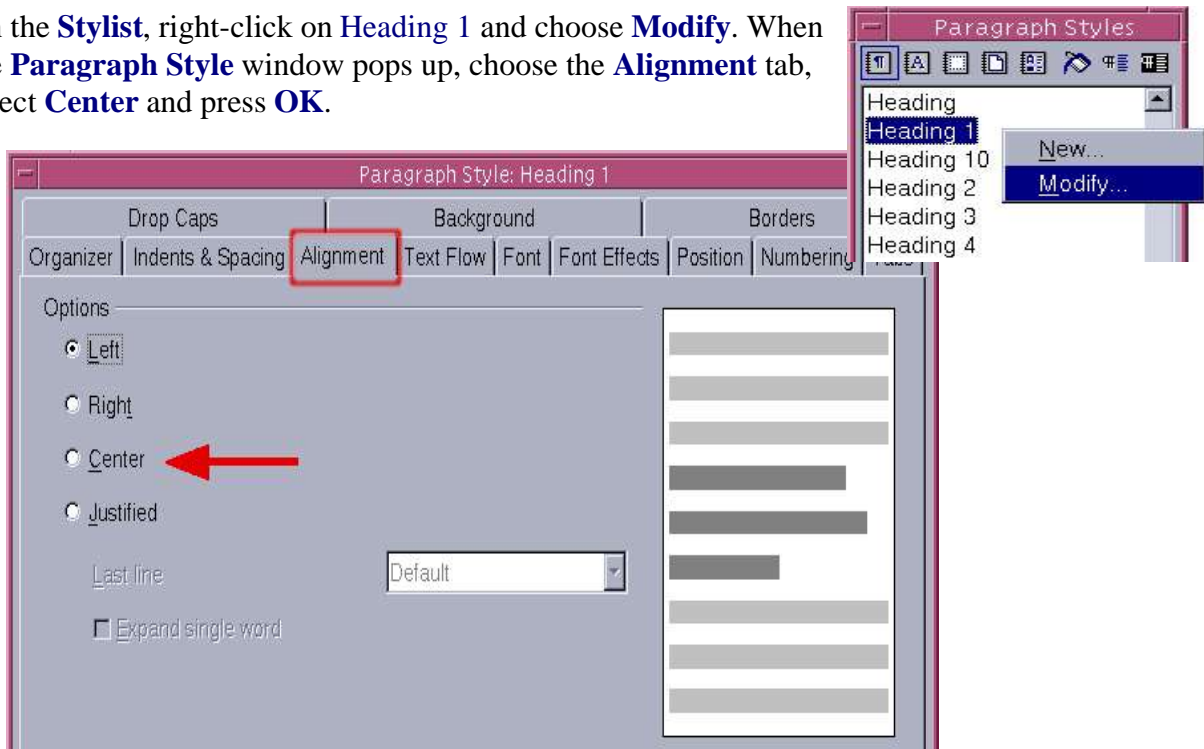 the Stylist, right-click on Heading 1 and choose Modify. When
Paragraph Style window pops up, choose the Alignment tab,
Center and press OK.
Paragraph Styles
Heading
Heading 1
Heading 10
Heading 2
Heading 3
Heading 4
New...
Modify...
Paragraph Style: Heading 1
Drop Caps Background Borders
Organizer Indents & Spacing Alignment Text Flow Font Font Effects Position Numbering
Options
Left
Right
Center
Justified
Last line Default
Expand single word